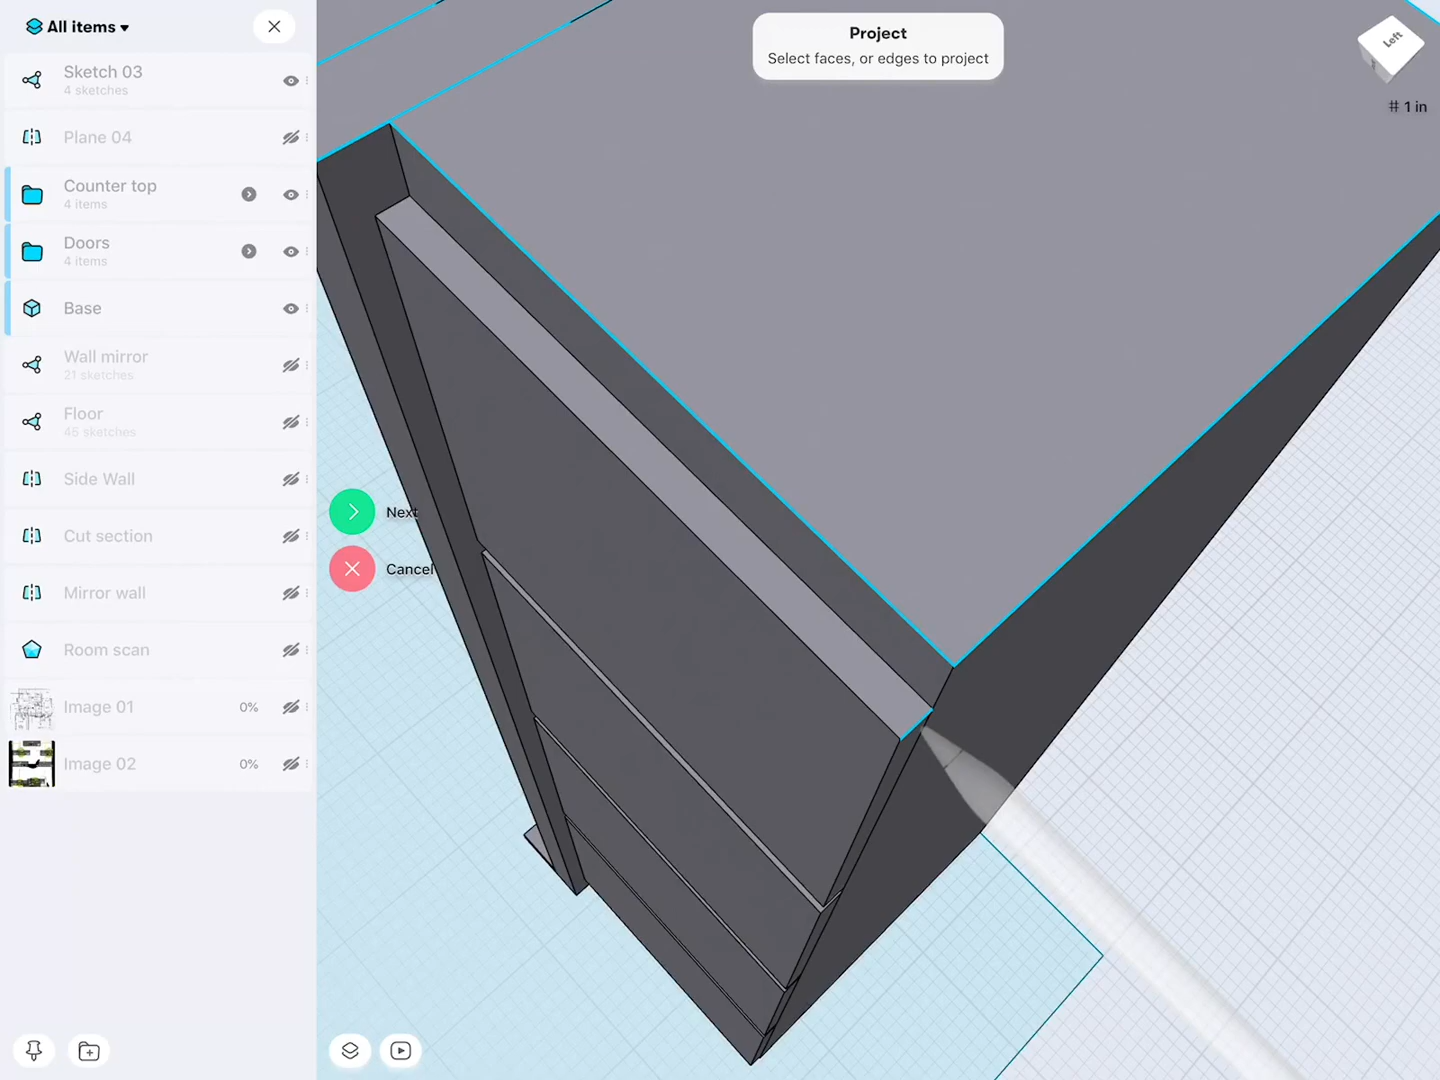 All items
Sketch 03
4 sketches
Plane 04
Counter top
4 items
Doors
4 items
Base
Wall mirror
21 sketches
Floor
45 sketches
Side Wall
Cut section
Mirror wall
Room scan
Image 01
0%
Image 02
0%
Project
Select faces, or edges to project
Left
# 1 in
Next
Cancel